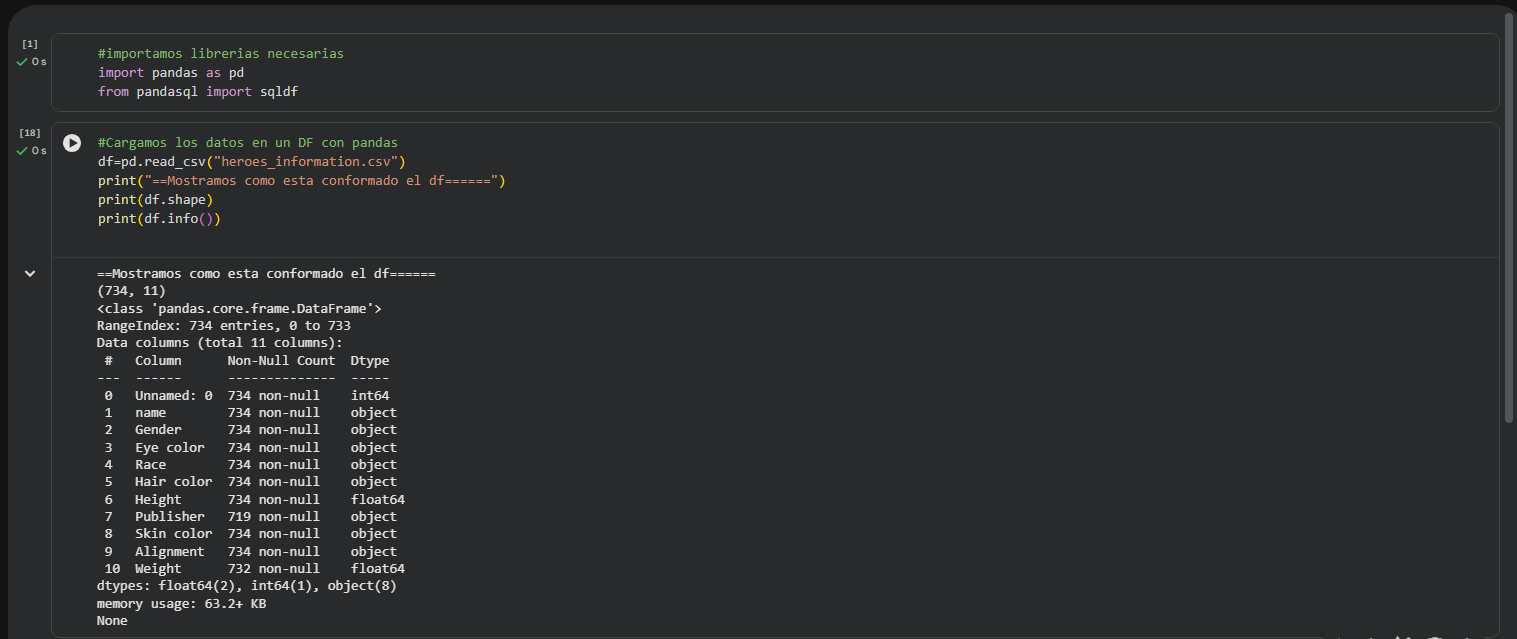 [1]
0 s
#importamos librerias necesarias
import pandas as pd
from pandasql import sqldf
[18]
0 s
#Cargamos los datos en un DF con pandas
df=pd.read_csv("heroes_information.csv")
print("==Mostramos como esta conformado el df======")
print(df.shape)
print(df.info())
==Mostramos como esta conformado el df======
(734, 11)
<class 'pandas.core.frame.DataFrame'>
RangeIndex: 734 entries, 0 to 733
Data columns (total 11 columns):
 #   Column      Non-Null Count  Dtype
---  ------      --------------  -----
 0   Unnamed: 0  734 non-null    int64
 1   name        734 non-null    object
 2   Gender      734 non-null    object
 3   Eye color   734 non-null    object
 4   Race        734 non-null    object
 5   Hair color  734 non-null    object
 6   Height      734 non-null    float64
 7   Publisher   719 non-null    object
 8   Skin color  734 non-null    object
 9   Alignment   734 non-null    object
 10  Weight      732 non-null    float64
dtypes: float64(2), int64(1), object(8)
memory usage: 63.2+ KB
None